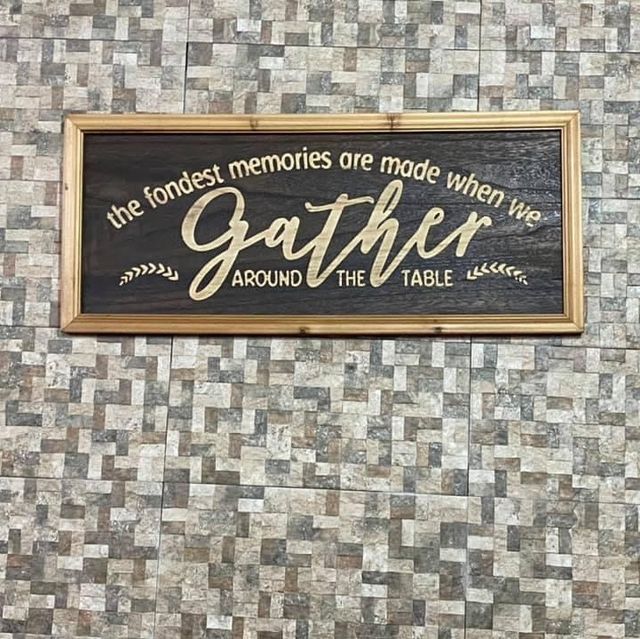 the fondest memories are made when we
gather
AROUND THE TABLE